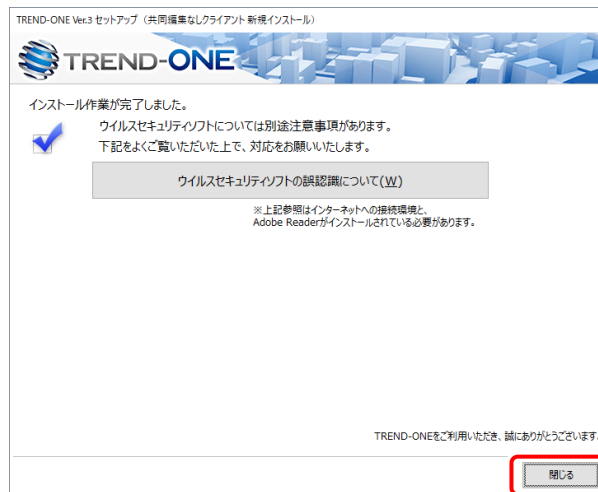 TREND-ONE Ver.3 セットアップ（共同編集なしクライアント 新規インストール）
TREND-ONE
インストール作業が完了しました。
ウイルスセキュリティソフトについては別途注意事項があります。
下記をよくご覧いただいた上で、対応をお願いいたします。
ウイルスセキュリティソフトの誤認識について(W)
※上記参照はインターネットへの接続環境と、
Adobe Readerがインストールされている必要があります。
TREND-ONEをご利用いただき、誠にありがとうございます。
閉じる